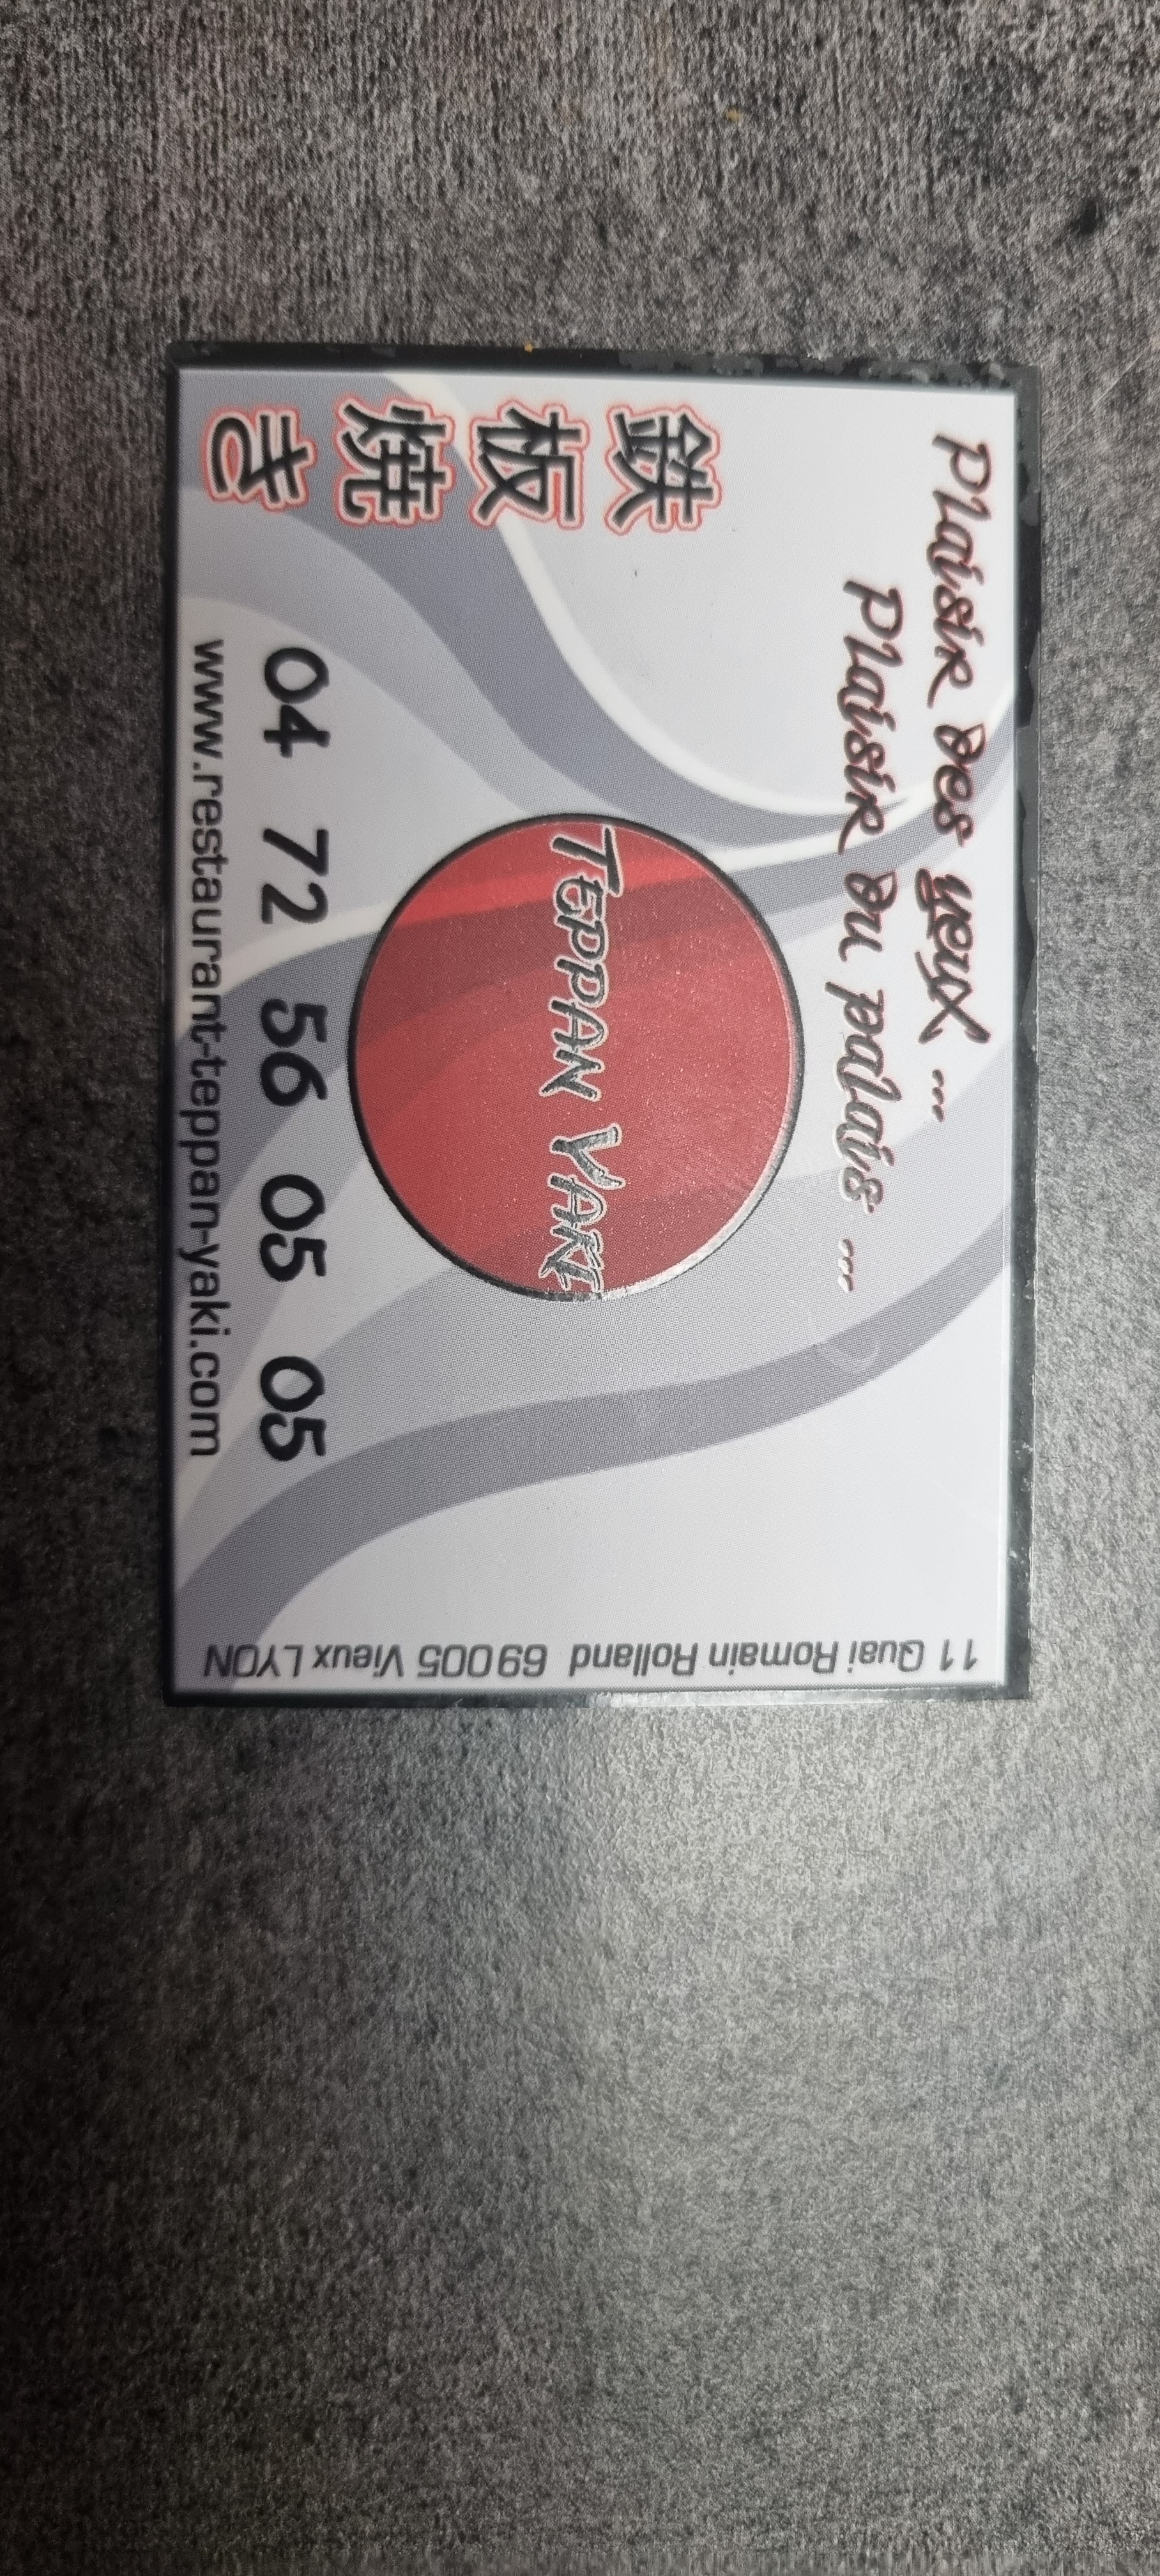 Plaisir des yeux ...
Plaisir du palais ...
鉄板焼き
TEPPAN YAKI
04 72 56 05 05
www.restaurant-teppan-yaki.com
11 Quai Romain Rolland 69005 Vieux LYON